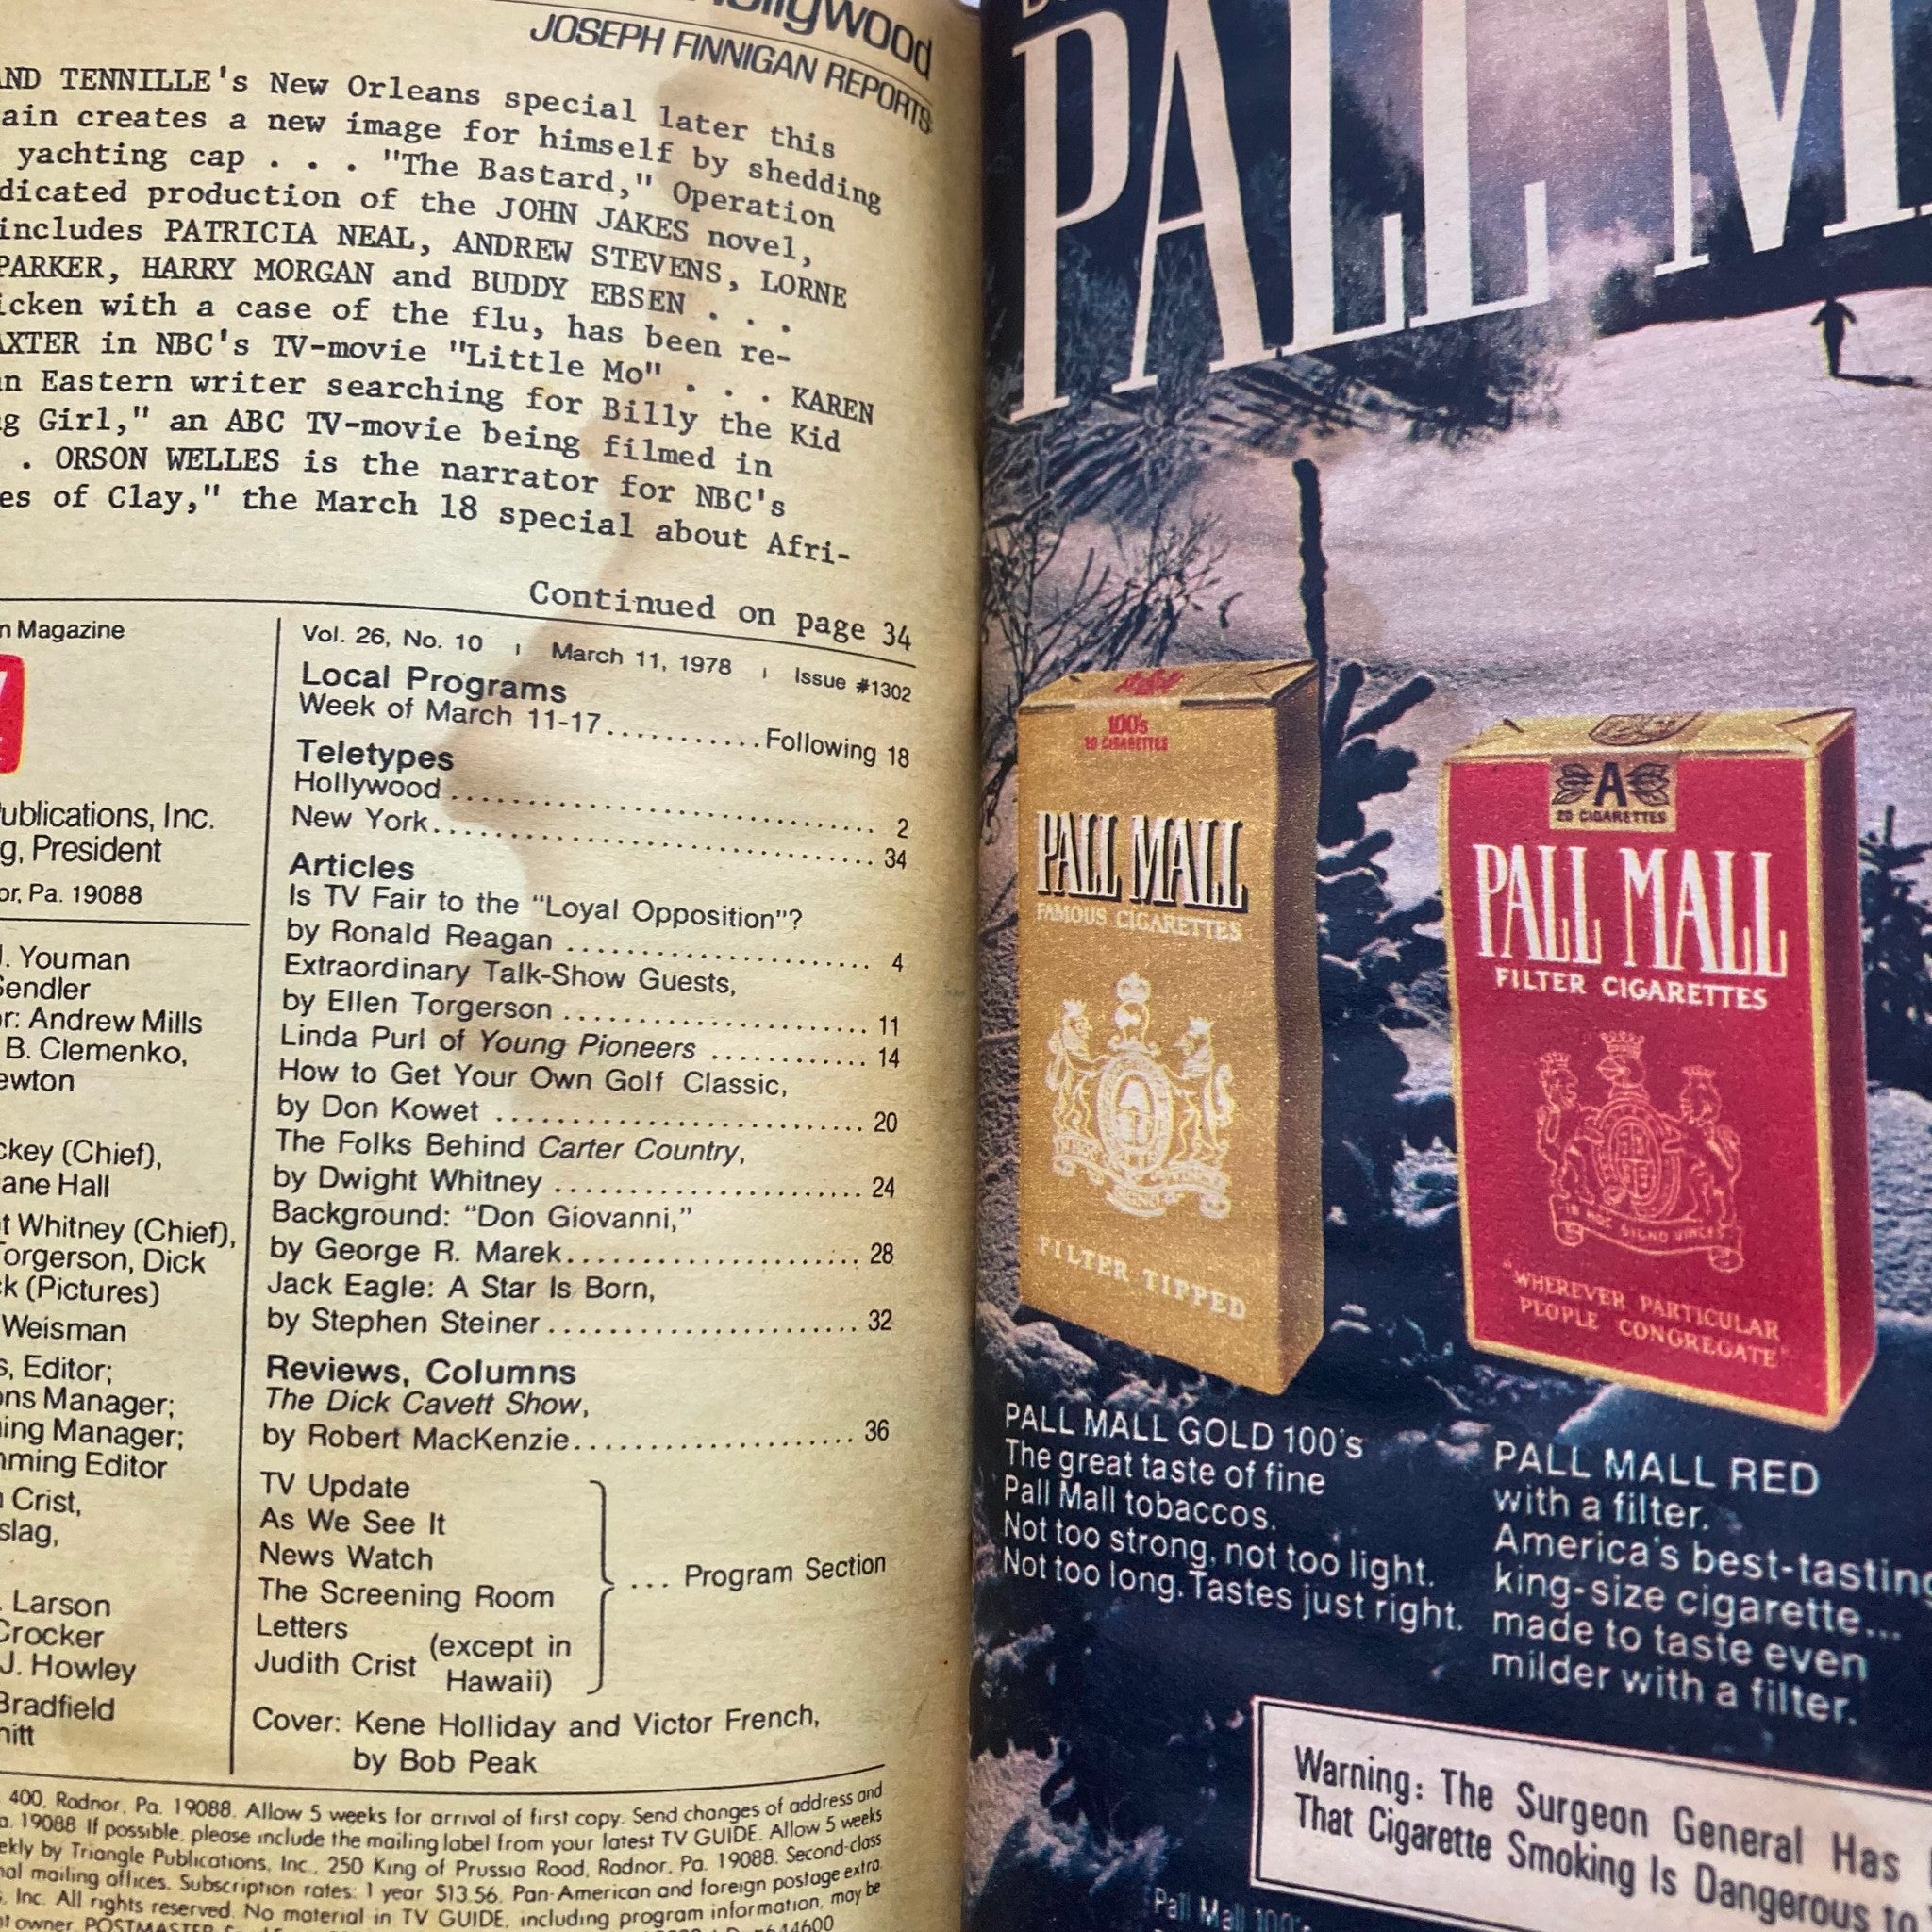 Hollywood
JOSEPH FINNIGAN REPORTS
AND TENNILLE's New Orleans special later this
ain creates a new image for himself by shedding
yachting cap . . . "The Bastard," Operation
dicated production of the JOHN JAKES novel,
includes PATRICIA NEAL, ANDREW STEVENS, LORNE
PARKER, HARRY MORGAN and BUDDY EBSEN . . .
icken with a case of the flu, has been re-
AXTER in NBC's TV-movie "Little Mo" . . . KAREN
n Eastern writer searching for Billy the Kid
g Girl," an ABC TV-movie being filmed in
. ORSON WELLES is the narrator for NBC's
es of Clay," the March 18 special about Afri-
Continued on page 34
n Magazine
ublications, Inc.
g, President
or, Pa. 19088
J. Youman
Sendler
r: Andrew Mills
B. Clemenko,
ewton
ckey (Chief),
ane Hall
t Whitney (Chief),
Torgerson, Dick
k (Pictures)
Weisman
s, Editor;
ons Manager;
ing Manager;
mming Editor
Crist,
slag,
. Larson
Crocker
J. Howley
Bradfield
nitt
Vol. 26, No. 10 | March 11, 1978 | Issue #1302
Local Programs
Week of March 11-17...........Following 18
Teletypes
Hollywood .................................... 2
New York...................................... 34
Articles
Is TV Fair to the “Loyal Opposition”?
by Ronald Reagan ......................... 4
Extraordinary Talk-Show Guests,
by Ellen Torgerson ......................... 11
Linda Purl of Young Pioneers ............ 14
How to Get Your Own Golf Classic,
by Don Kowet .............................. 20
The Folks Behind Carter Country,
by Dwight Whitney ......................... 24
Background: “Don Giovanni,”
by George R. Marek........................ 28
Jack Eagle: A Star Is Born,
by Stephen Steiner ......................... 32
Reviews, Columns
The Dick Cavett Show,
by Robert MacKenzie...................... 36
TV Update
As We See It
News Watch
The Screening Room
Letters
Judith Crist (except in Hawaii)
... Program Section
Cover: Kene Holliday and Victor French,
by Bob Peak
400, Radnor, Pa. 19088. Allow 5 weeks for arrival of first copy. Send changes of address and
a. 19088 If possible, please include the mailing label from your latest TV GUIDE. Allow 5 weeks
ekly by Triangle Publications, Inc., 250 King of Prussia Road, Radnor, Pa. 19088. Second-class
nal mailing offices. Subscription rates: 1 year $13.56. Pan-American and foreign postage extra.
, Inc. All rights reserved. No material in TV GUIDE, including program information, may be
t owner. POSTMASTER
44600
PALL M
100's
20 CIGARETTES
PALL MALL
FAMOUS CIGARETTES
FILTER TIPPED
A
20 CIGARETTES
PALL MALL
FILTER CIGARETTES
IN HOC SIGNO VINCES
"WHEREVER PARTICULAR
PEOPLE CONGREGATE"
PALL MALL GOLD 100's
The great taste of fine
Pall Mall tobaccos.
Not too strong, not too light.
Not too long. Tastes just right.
PALL MALL RED
with a filter.
America's best-tasting
king-size cigarette...
made to taste even
milder with a filter.
Warning: The Surgeon General Has
That Cigarette Smoking Is Dangerous to
Pall Mall 100's